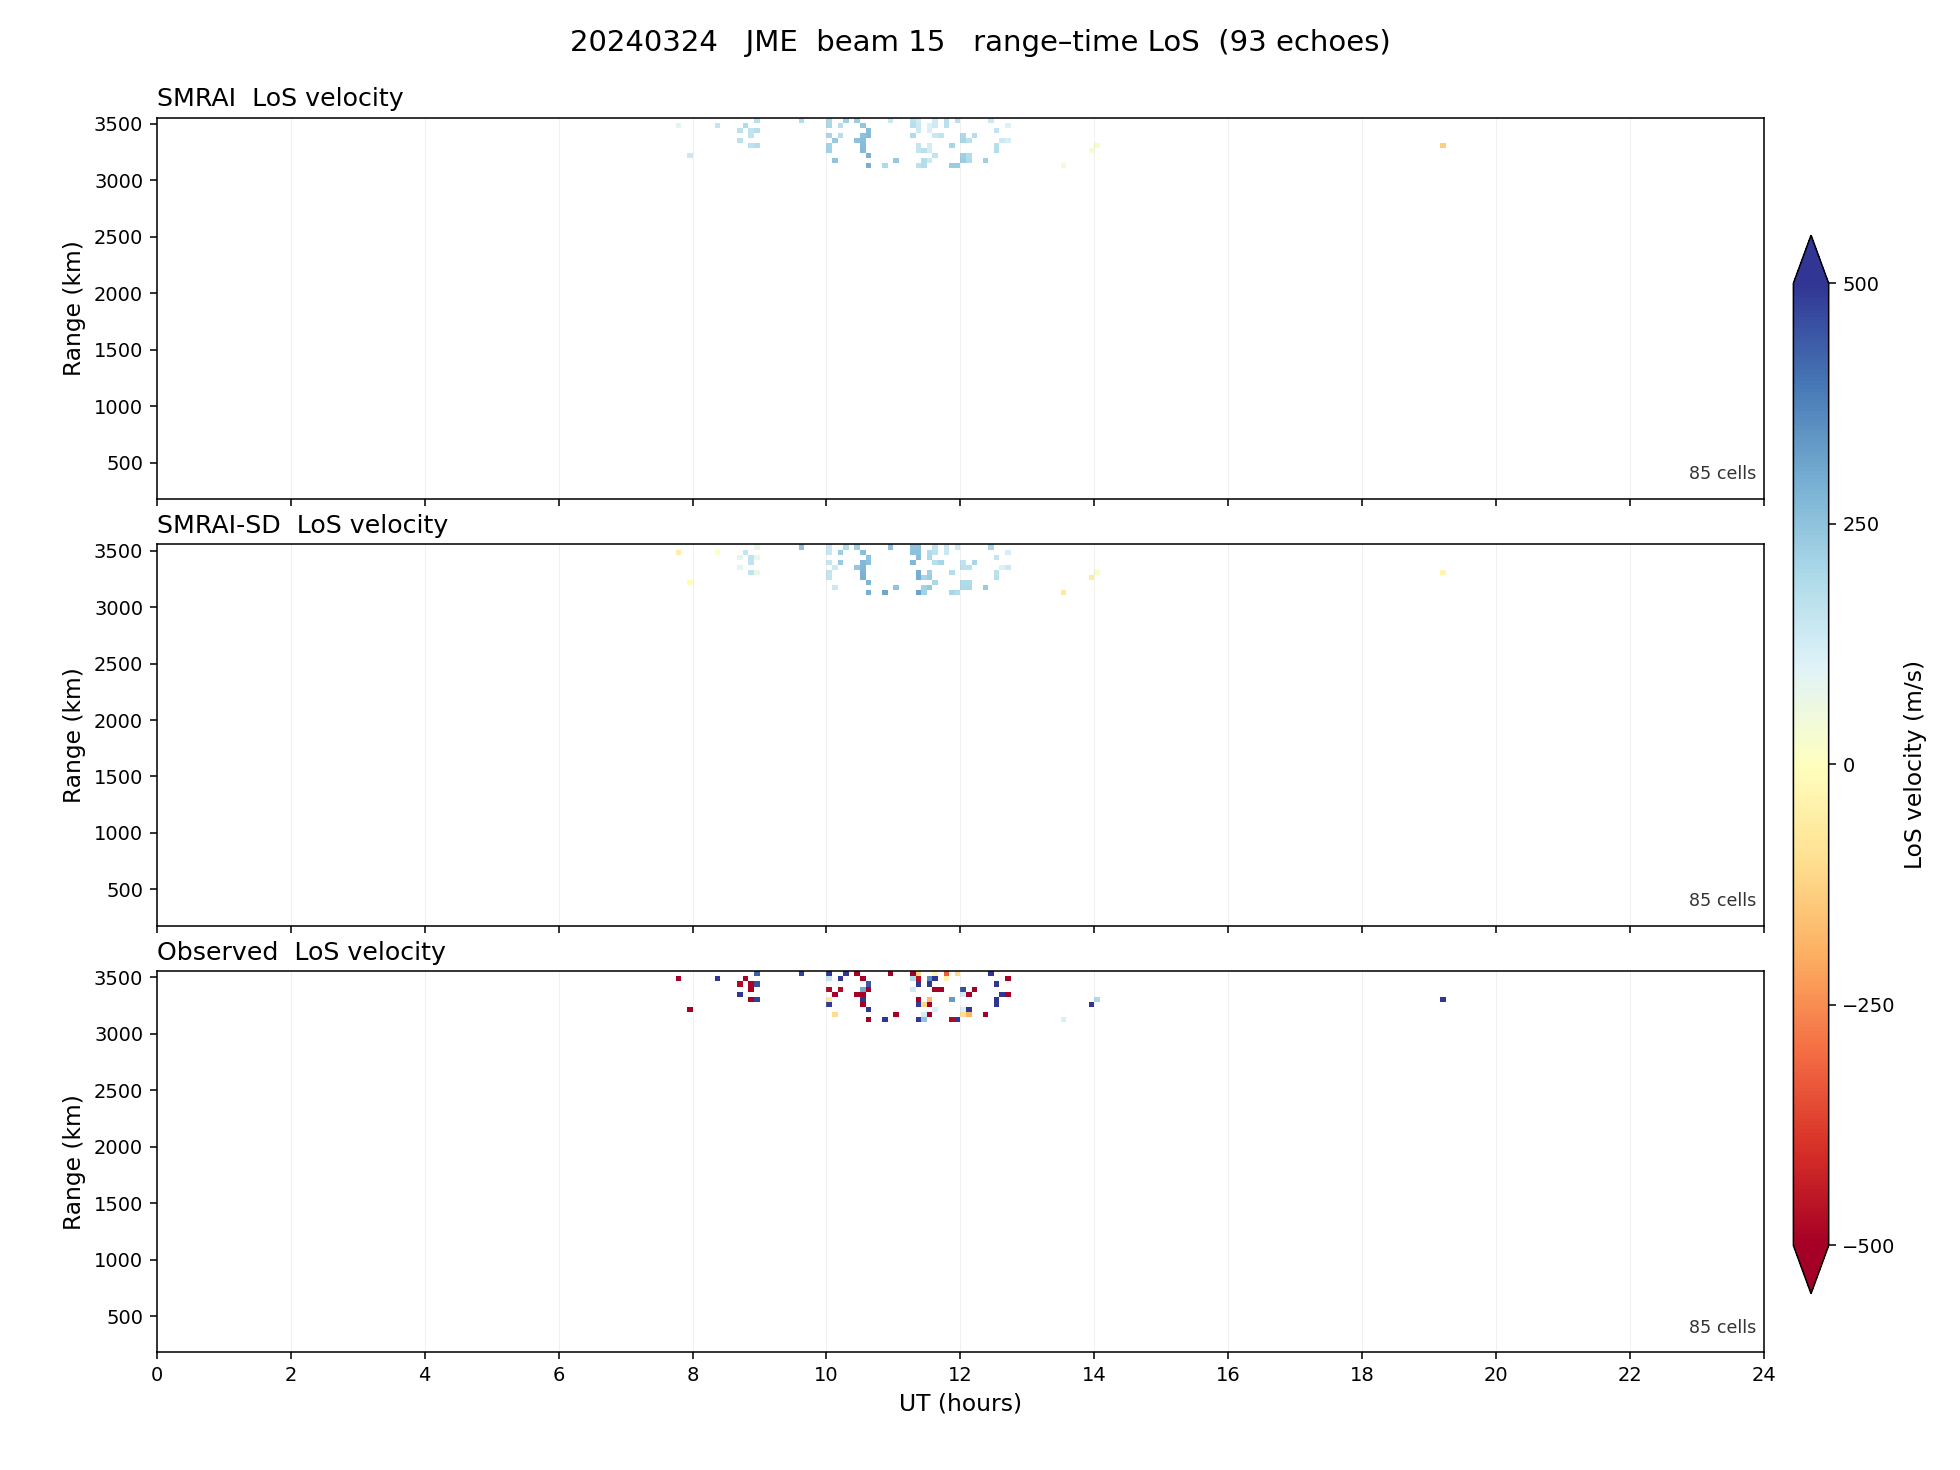 20240324 JME beam 15 range–time LoS (93 echoes)
SMRAI LoS velocity
3500
3000
2500
2000
1500
1000
500
Range (km)
85 cells
SMRAI-SD LoS velocity
3500
3000
2500
2000
1500
1000
500
Range (km)
85 cells
Observed LoS velocity
3500
3000
2500
2000
1500
1000
500
Range (km)
85 cells
0 2 4 6 8 10 12 14 16 18 20 22 24
UT (hours)
500
250
0
−250
−500
LoS velocity (m/s)